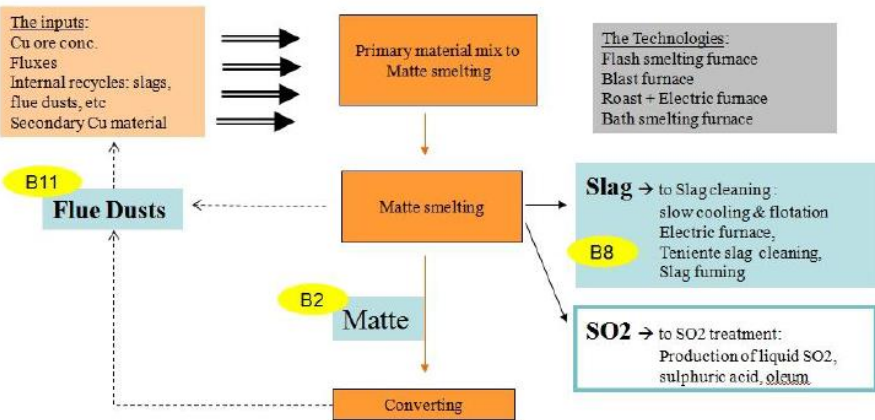 The inputs:
Cu ore conc.
Fluxes
Internal recycles: slags,
flue dusts, etc
Secondary Cu material
Primary material mix to
Matte smelting
The Technologies:
Flash smelting furnace
Blast furnace
Roast + Electric furnace
Bath smelting furnace
B11
Flue Dusts
Matte smelting
Slag → to Slag cleaning :
slow cooling & flotation
Electric furnace,
Teniente slag cleaning,
Slag fuming
B8
B2
Matte
SO2 → to SO2 treatment:
Production of liquid SO2,
sulphuric acid, oleum
Converting